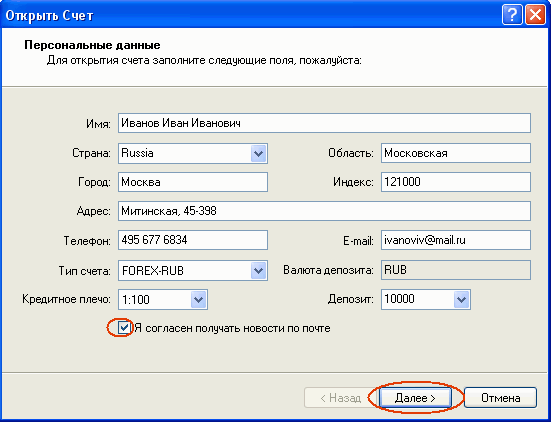 Открыть Счет
Персональные данные
Для открытия счета заполните следующие поля, пожалуйста:
Имя: Иванов Иван Иванович
Страна: Russia Область: Московская
Город: Москва Индекс: 121000
Адрес: Митинская, 45-398
Телефон: 495 677 6834 E-mail: ivanoviv@mail.ru
Тип счета: FOREX-RUB Валюта депозита: RUB
Кредитное плечо: 1:100 Депозит: 10000
Я согласен получать новости по почте
< Назад Далее > Отмена